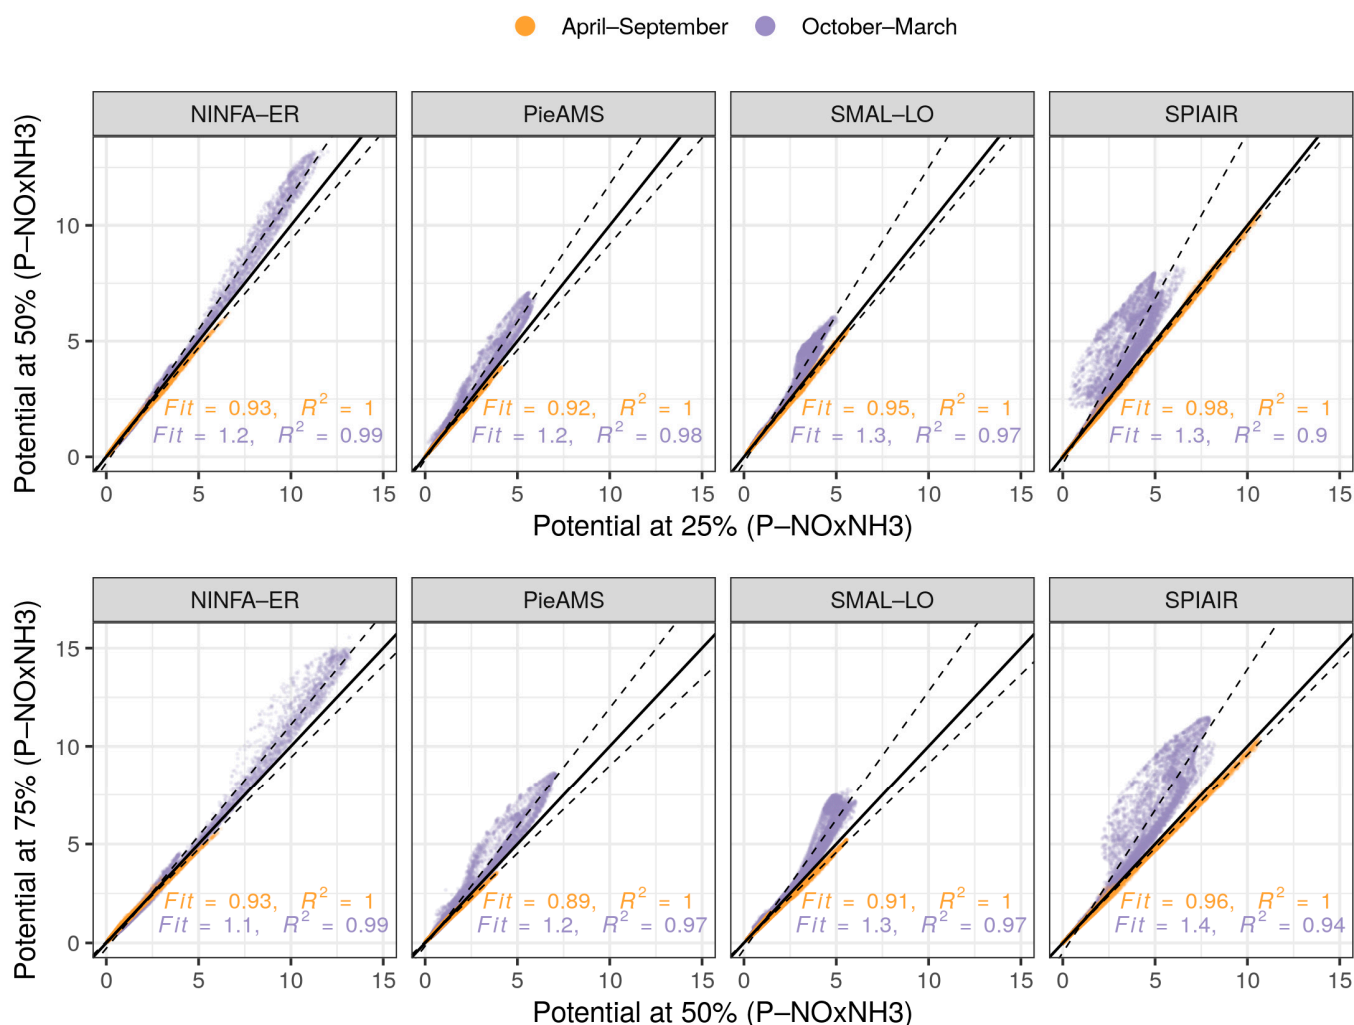 April–September October–March
NINFA–ER PieAMS SMAL–LO SPIAIR
Potential at 50% (P–NOxNH3)
10
5
0
Fit = 0.93, R² = 1 Fit = 0.92, R² = 1 Fit = 0.95, R² = 1 Fit = 0.98, R² = 1
Fit = 1.2, R² = 0.99 Fit = 1.2, R² = 0.98 Fit = 1.3, R² = 0.97 Fit = 1.3, R² = 0.9
0 5 10 15 0 5 10 15 0 5 10 15 0 5 10 15
Potential at 25% (P–NOxNH3)
NINFA–ER PieAMS SMAL–LO SPIAIR
Potential at 75% (P–NOxNH3)
15
10
5
0
Fit = 0.93, R² = 1 Fit = 0.89, R² = 1 Fit = 0.91, R² = 1 Fit = 0.96, R² = 1
Fit = 1.1, R² = 0.99 Fit = 1.2, R² = 0.97 Fit = 1.3, R² = 0.97 Fit = 1.4, R² = 0.94
0 5 10 15 0 5 10 15 0 5 10 15 0 5 10 15
Potential at 50% (P–NOxNH3)